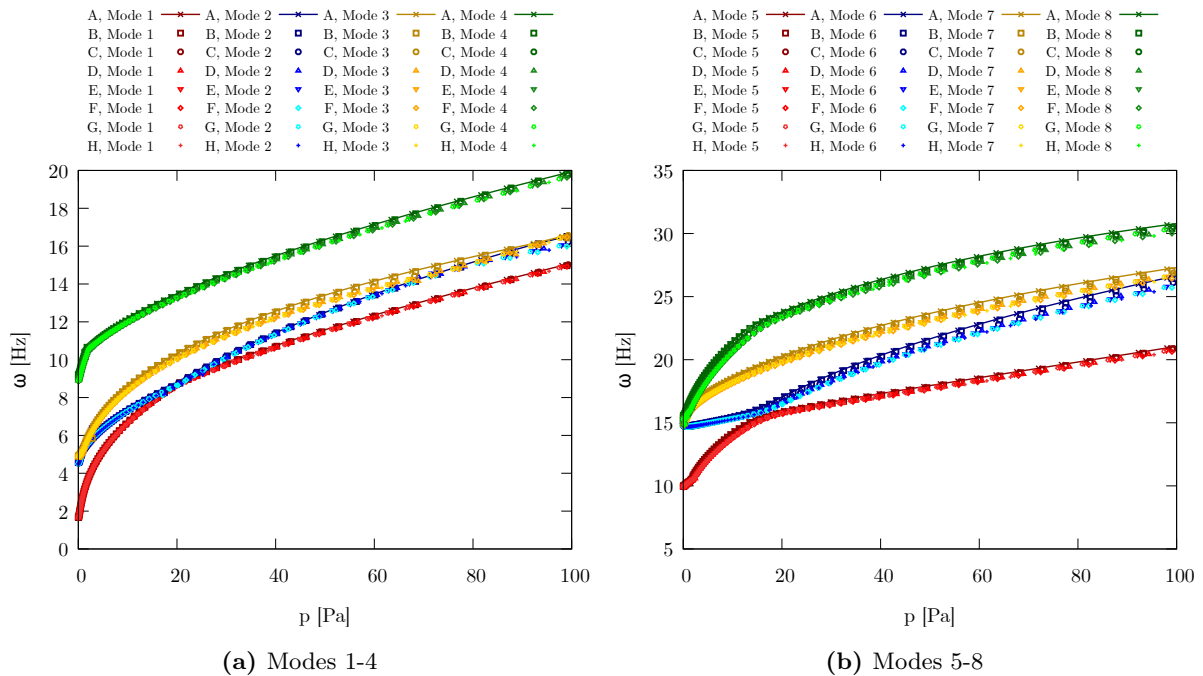 A, Mode 1 A, Mode 2 A, Mode 3 A, Mode 4
B, Mode 1 B, Mode 2 B, Mode 3 B, Mode 4
C, Mode 1 C, Mode 2 C, Mode 3 C, Mode 4
D, Mode 1 D, Mode 2 D, Mode 3 D, Mode 4
E, Mode 1 E, Mode 2 E, Mode 3 E, Mode 4
F, Mode 1 F, Mode 2 F, Mode 3 F, Mode 4
G, Mode 1 G, Mode 2 G, Mode 3 G, Mode 4
H, Mode 1 H, Mode 2 H, Mode 3 H, Mode 4
20
18
16
14
12
10
8
6
4
2
0
ω [Hz]
0 20 40 60 80 100
p [Pa]
(a) Modes 1-4
A, Mode 5 A, Mode 6 A, Mode 7 A, Mode 8
B, Mode 5 B, Mode 6 B, Mode 7 B, Mode 8
C, Mode 5 C, Mode 6 C, Mode 7 C, Mode 8
D, Mode 5 D, Mode 6 D, Mode 7 D, Mode 8
E, Mode 5 E, Mode 6 E, Mode 7 E, Mode 8
F, Mode 5 F, Mode 6 F, Mode 7 F, Mode 8
G, Mode 5 G, Mode 6 G, Mode 7 G, Mode 8
H, Mode 5 H, Mode 6 H, Mode 7 H, Mode 8
35
30
25
20
15
10
5
ω [Hz]
0 20 40 60 80 100
p [Pa]
(b) Modes 5-8